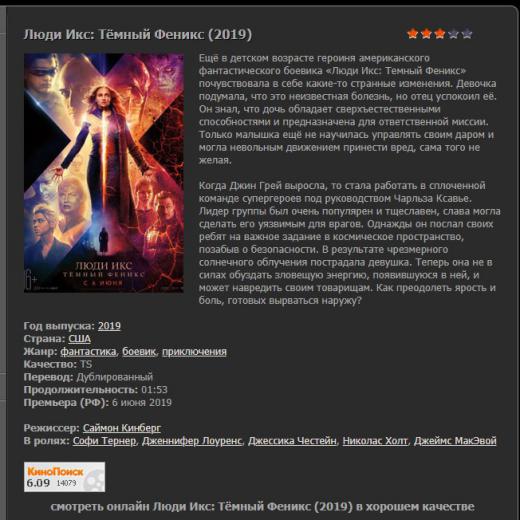 Люди Икс: Тёмный Феникс (2019)
Ещё в детском возрасте героиня американского
фантастического боевика «Люди Икс: Темный Феникс»
почувствовала в себе какие-то странные изменения. Девочка
подумала, что это неизвестная болезнь, но отец успокоил её.
Он знал, что дочь обладает сверхъестественными
способностями и предназначена для ответственной миссии.
Только малышка ещё не научилась управлять своим даром и
могла невольным движением принести вред, сама того не
желая.
Когда Джин Грей выросла, то стала работать в сплоченной
команде супергероев под руководством Чарльза Ксавье.
Лидер группы был очень популярен и тщеславен, слава могла
сделать его уязвимым для врагов. Однажды он послал своих
ребят на важное задание в космическое пространство,
позабыв о безопасности. В результате чрезмерного
солнечного облучения пострадала девушка. Теперь она не в
силах обуздать зловещую энергию, появившуюся в ней, и
может навредить своим товарищам. Как преодолеть ярость и
боль, готовых вырваться наружу?
ЛЮДИ ИКС
ТЁМНЫЙ ФЕНИКС
С 6 ИЮНЯ
6+
Год выпуска: 2019
Страна: США
Жанр: фантастика, боевик, приключения
Качество: TS
Перевод: Дублированный
Продолжительность: 01:53
Премьера (РФ): 6 июня 2019
Режиссер: Саймон Кинберг
В ролях: Софи Тернер, Дженнифер Лоуренс, Джессика Честейн, Николас Холт, Джеймс МакЭвой
КиноПоиск
6.09 14079
смотреть онлайн Люди Икс: Тёмный Феникс (2019) в хорошем качестве